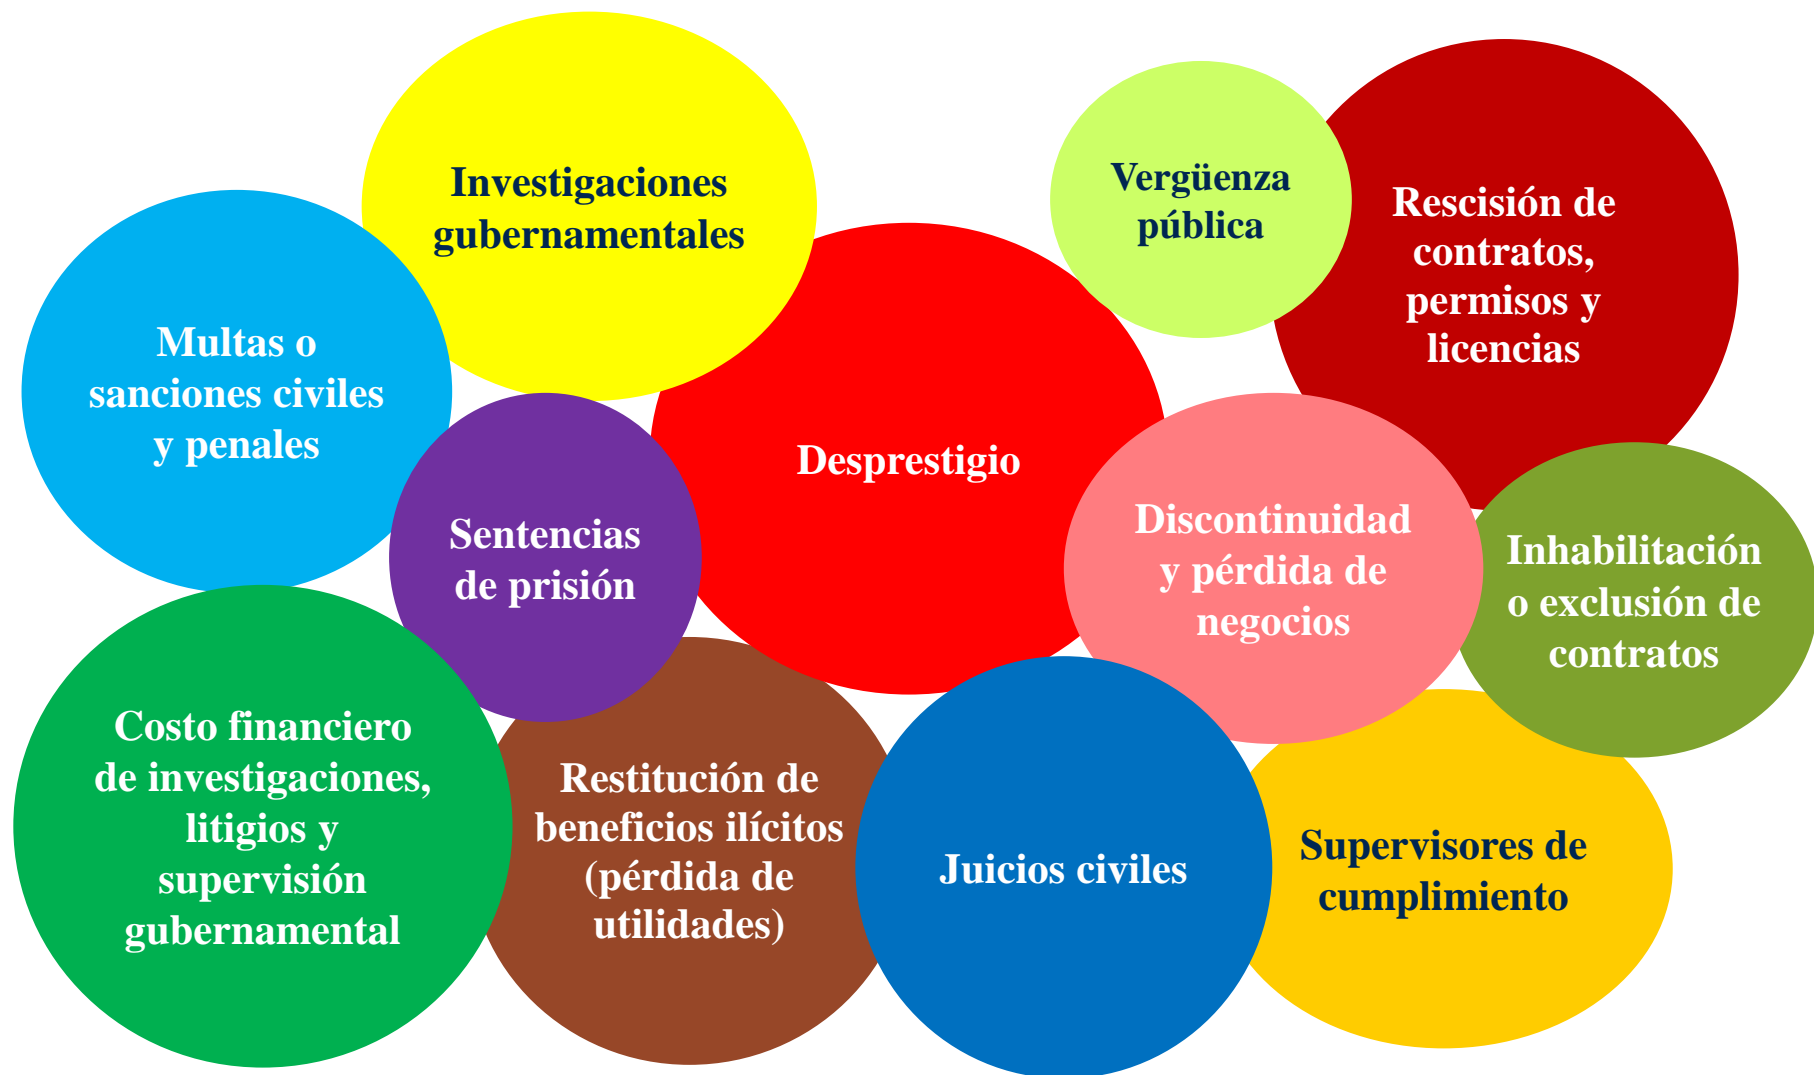 Investigaciones
gubernamentales
Vergüenza
pública
Rescisión de
contratos,
permisos y
licencias
Multas o
sanciones civiles
y penales
Desprestigio
Sentencias
de prisión
Discontinuidad
y pérdida de
negocios
Inhabilitación
o exclusión de
contratos
Costo financiero
de investigaciones,
litigios y
supervisión
gubernamental
Restitución de
beneficios ilícitos
(pérdida de
utilidades)
Juicios civiles
Supervisores de
cumplimiento